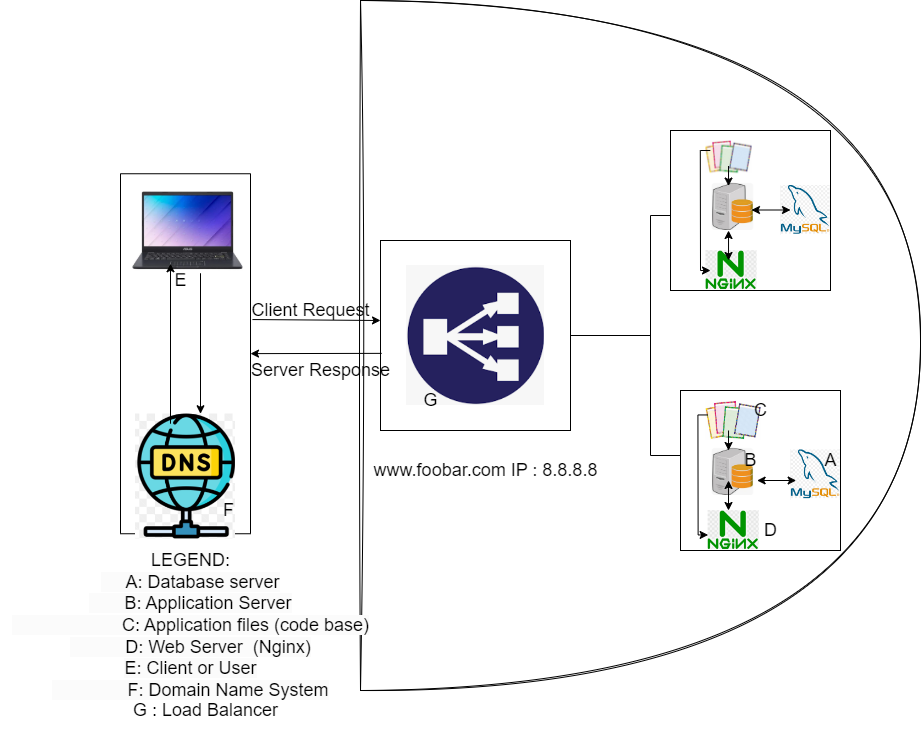 MySQL
NGINX
E
Client Request
Server Response
G
C
B
A
DNS
www.foobar.com IP : 8.8.8.8
MySQL
F
D
NGINX
LEGEND:
A: Database server
B: Application Server
C: Application files (code base)
D: Web Server (Nginx)
E: Client or User
F: Domain Name System
G : Load Balancer